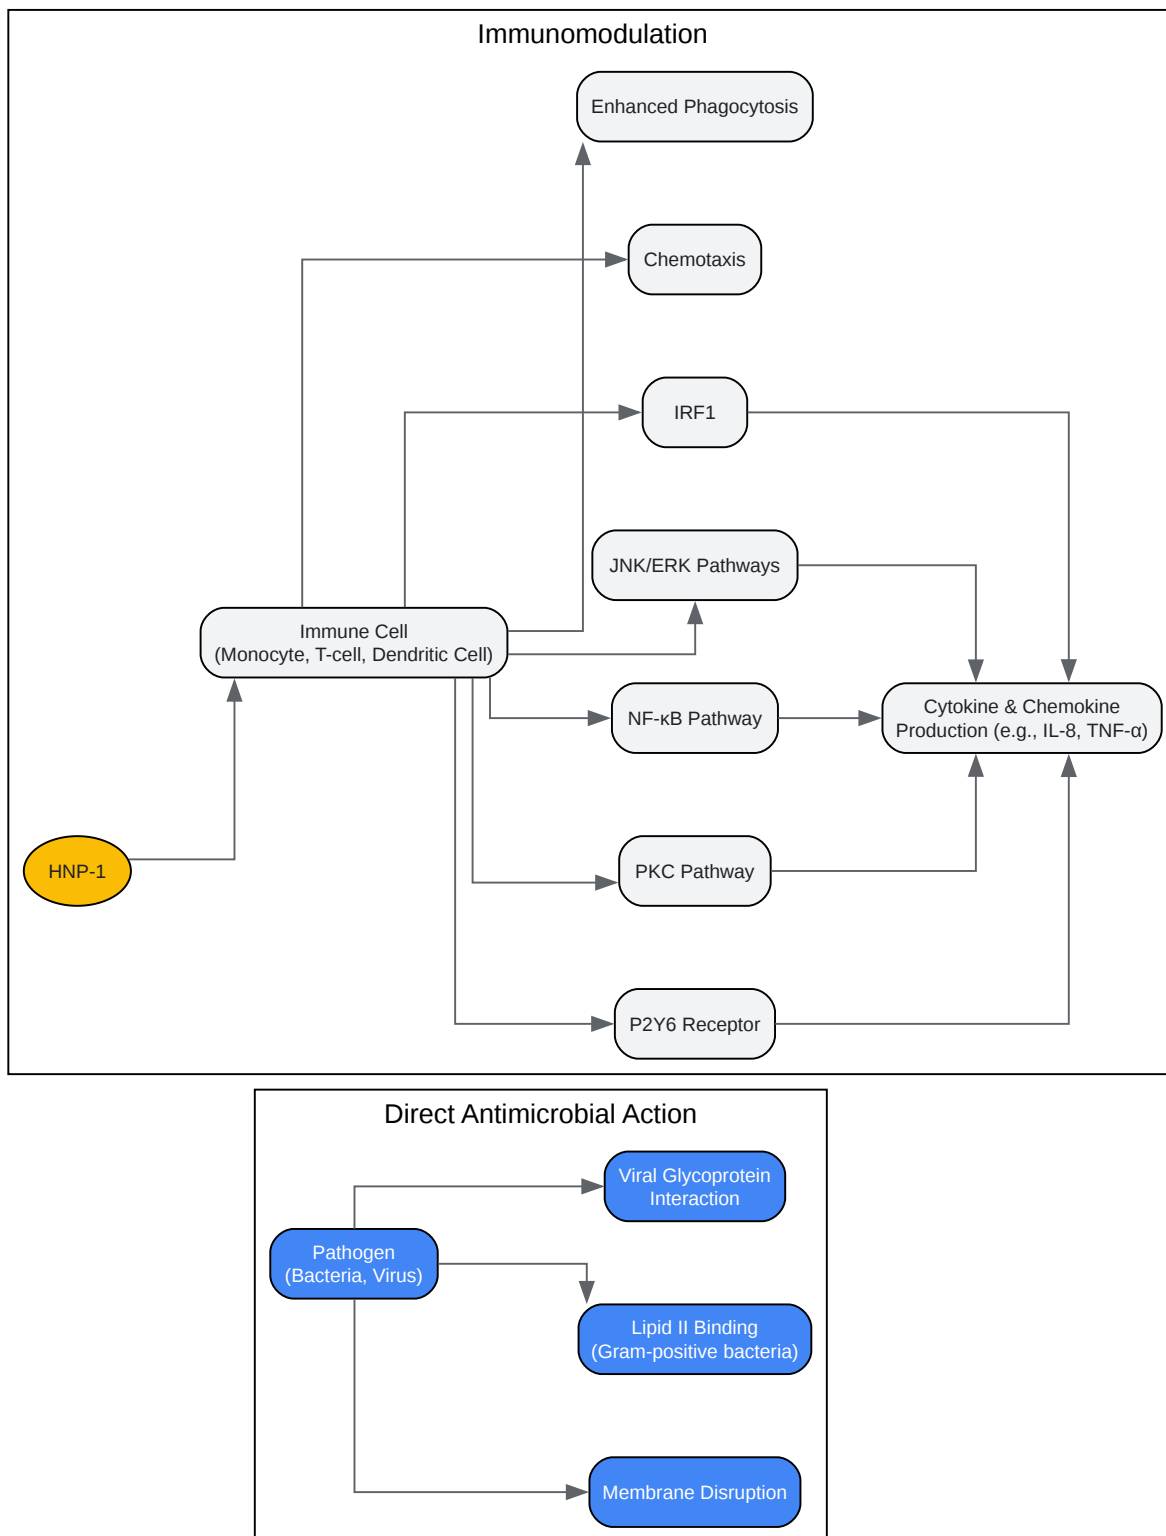 Immunomodulation
Enhanced Phagocytosis
Chemotaxis
IRF1
JNK/ERK Pathways
Immune Cell
(Monocyte, T-cell, Dendritic Cell)
NF-κB Pathway
Cytokine & Chemokine
Production (e.g., IL-8, TNF-α)
HNP-1
PKC Pathway
P2Y6 Receptor
Direct Antimicrobial Action
Viral Glycoprotein
Interaction
Pathogen
(Bacteria, Virus)
Lipid II Binding
(Gram-positive bacteria)
Membrane Disruption